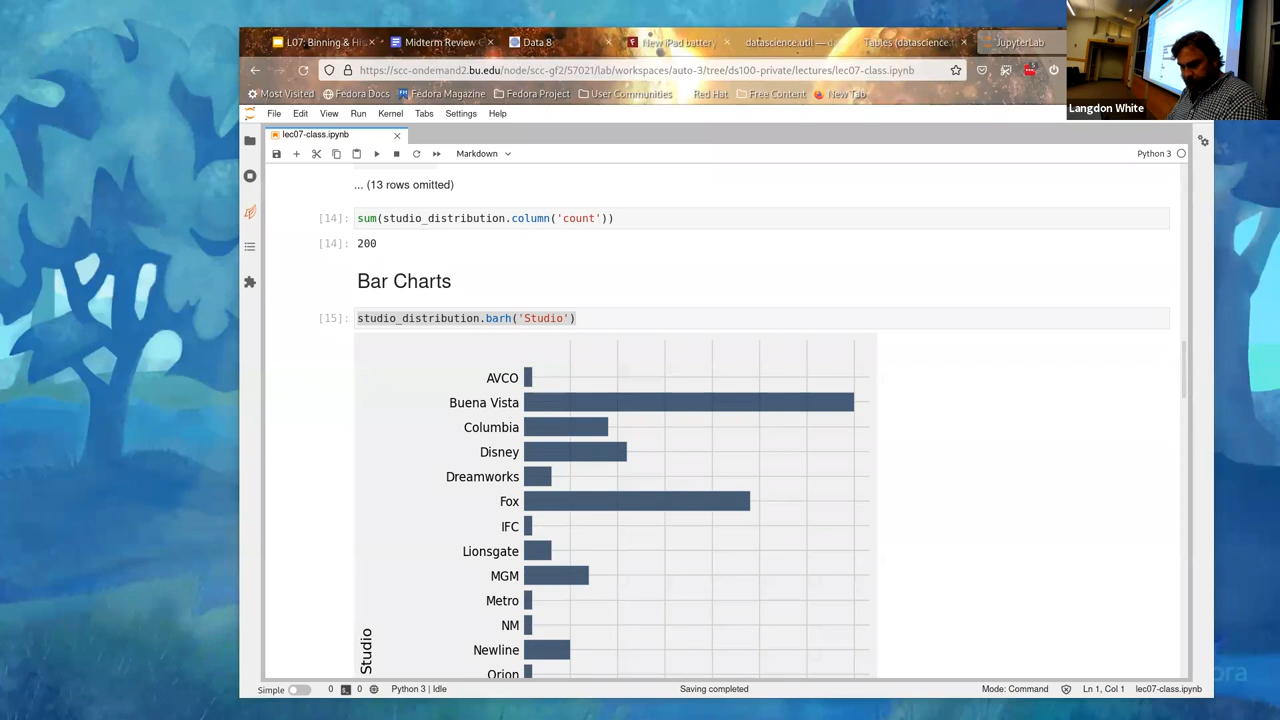 L07: Binning & His
Midterm Review
Data 8
New iPad battery
datascience.util — da
Tables (datascience.t
JupyterLab
https://scc-ondemand2.bu.edu/node/scc-gf2/57021/lab/workspaces/auto-3/tree/ds100-private/lectures/lec07-class.ipynb
Most Visited
Fedora Docs
Fedora Magazine
Fedora Project
User Communities
Red Hat
Free Content
New Tab
Langdon White
File Edit View Run Kernel Tabs Settings Help
lec07-class.ipynb
Markdown
Python 3
... (13 rows omitted)
[14]: sum(studio_distribution.column('count'))
[14]: 200
Bar Charts
[15]: studio_distribution.barh('Studio')
AVCO
Buena Vista
Columbia
Disney
Dreamworks
Fox
IFC
Lionsgate
MGM
Metro
NM
Newline
Orion
Studio
Simple 0 0 Python 3 | Idle Saving completed Mode: Command Ln 1, Col 1 lec07-class.ipynb